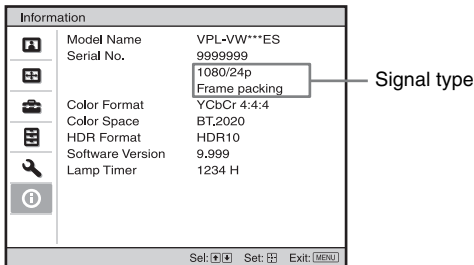 Information
Model Name VPL-VW***ES
Serial No. 9999999
1080/24p
Frame packing
Signal type
Color Format YCbCr 4:4:4
Color Space BT.2020
HDR Format HDR10
Software Version 9.999
Lamp Timer 1234 H
Sel: Set: Exit: MENU